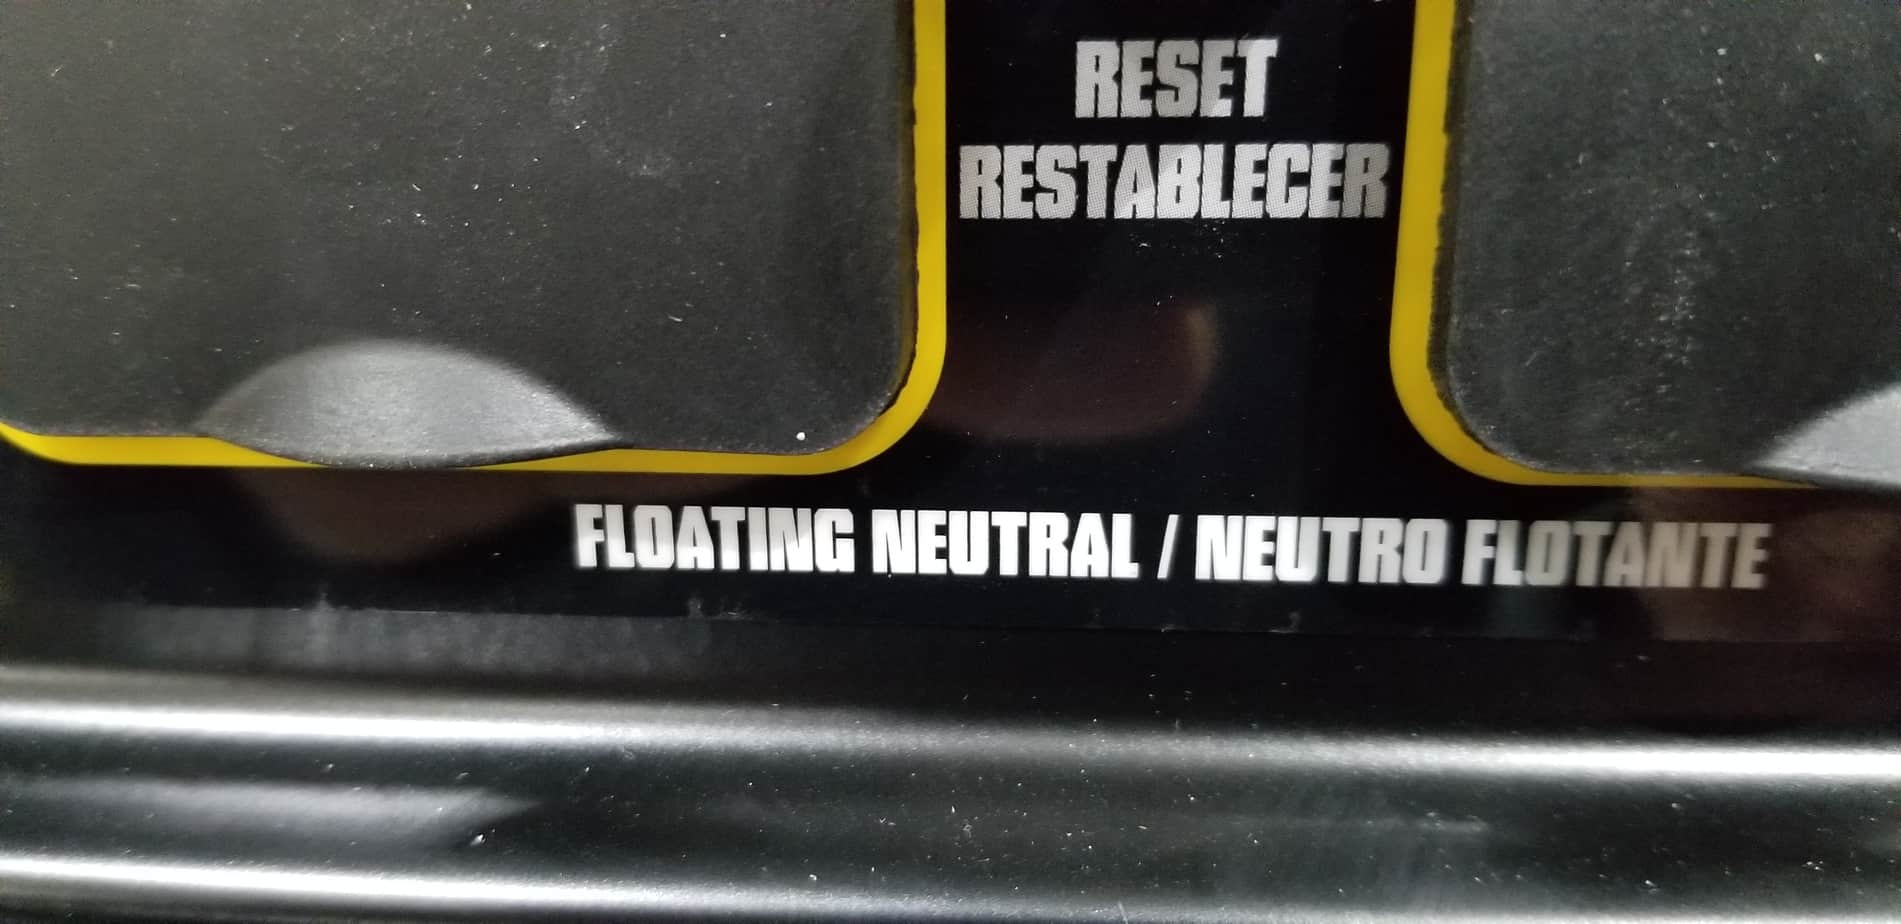 RESET
RESTABLECER
FLOATING NEUTRAL / NEUTRO FLOTANTE